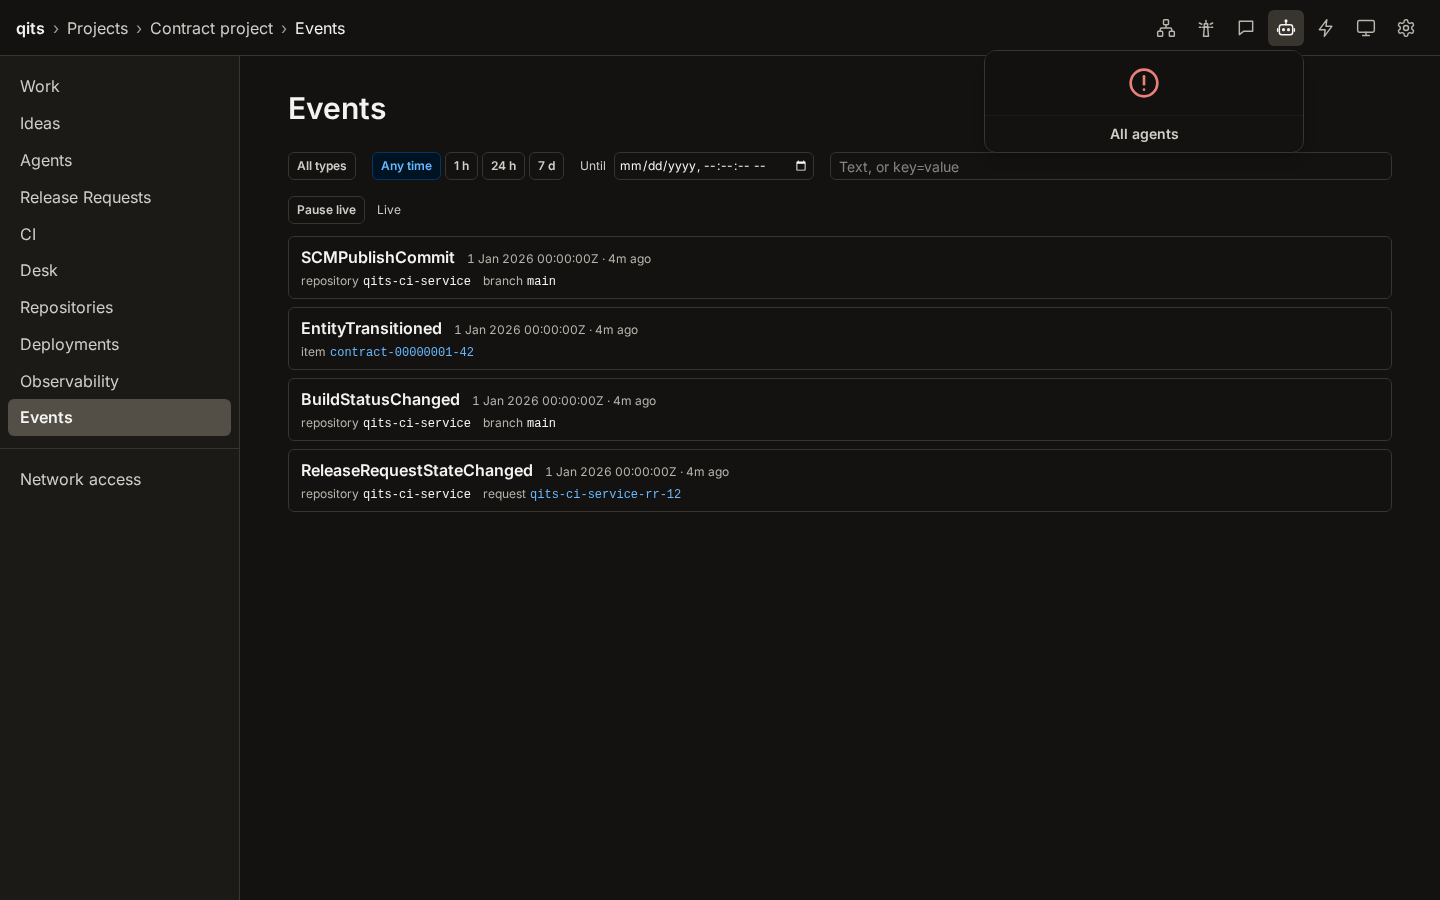 qits › Projects › Contract project › Events
All agents
Work
Ideas
Agents
Release Requests
CI
Desk
Repositories
Deployments
Observability
Events
Network access
Events
All types Any time 1 h 24 h 7 d Until mm/dd/yyyy, --:--:-- -- Text, or key=value
Pause live Live
SCMPublishCommit 1 Jan 2026 00:00:00Z · 4m ago
repository qits-ci-service branch main
EntityTransitioned 1 Jan 2026 00:00:00Z · 4m ago
item contract-00000001-42
BuildStatusChanged 1 Jan 2026 00:00:00Z · 4m ago
repository qits-ci-service branch main
ReleaseRequestStateChanged 1 Jan 2026 00:00:00Z · 4m ago
repository qits-ci-service request qits-ci-service-rr-12